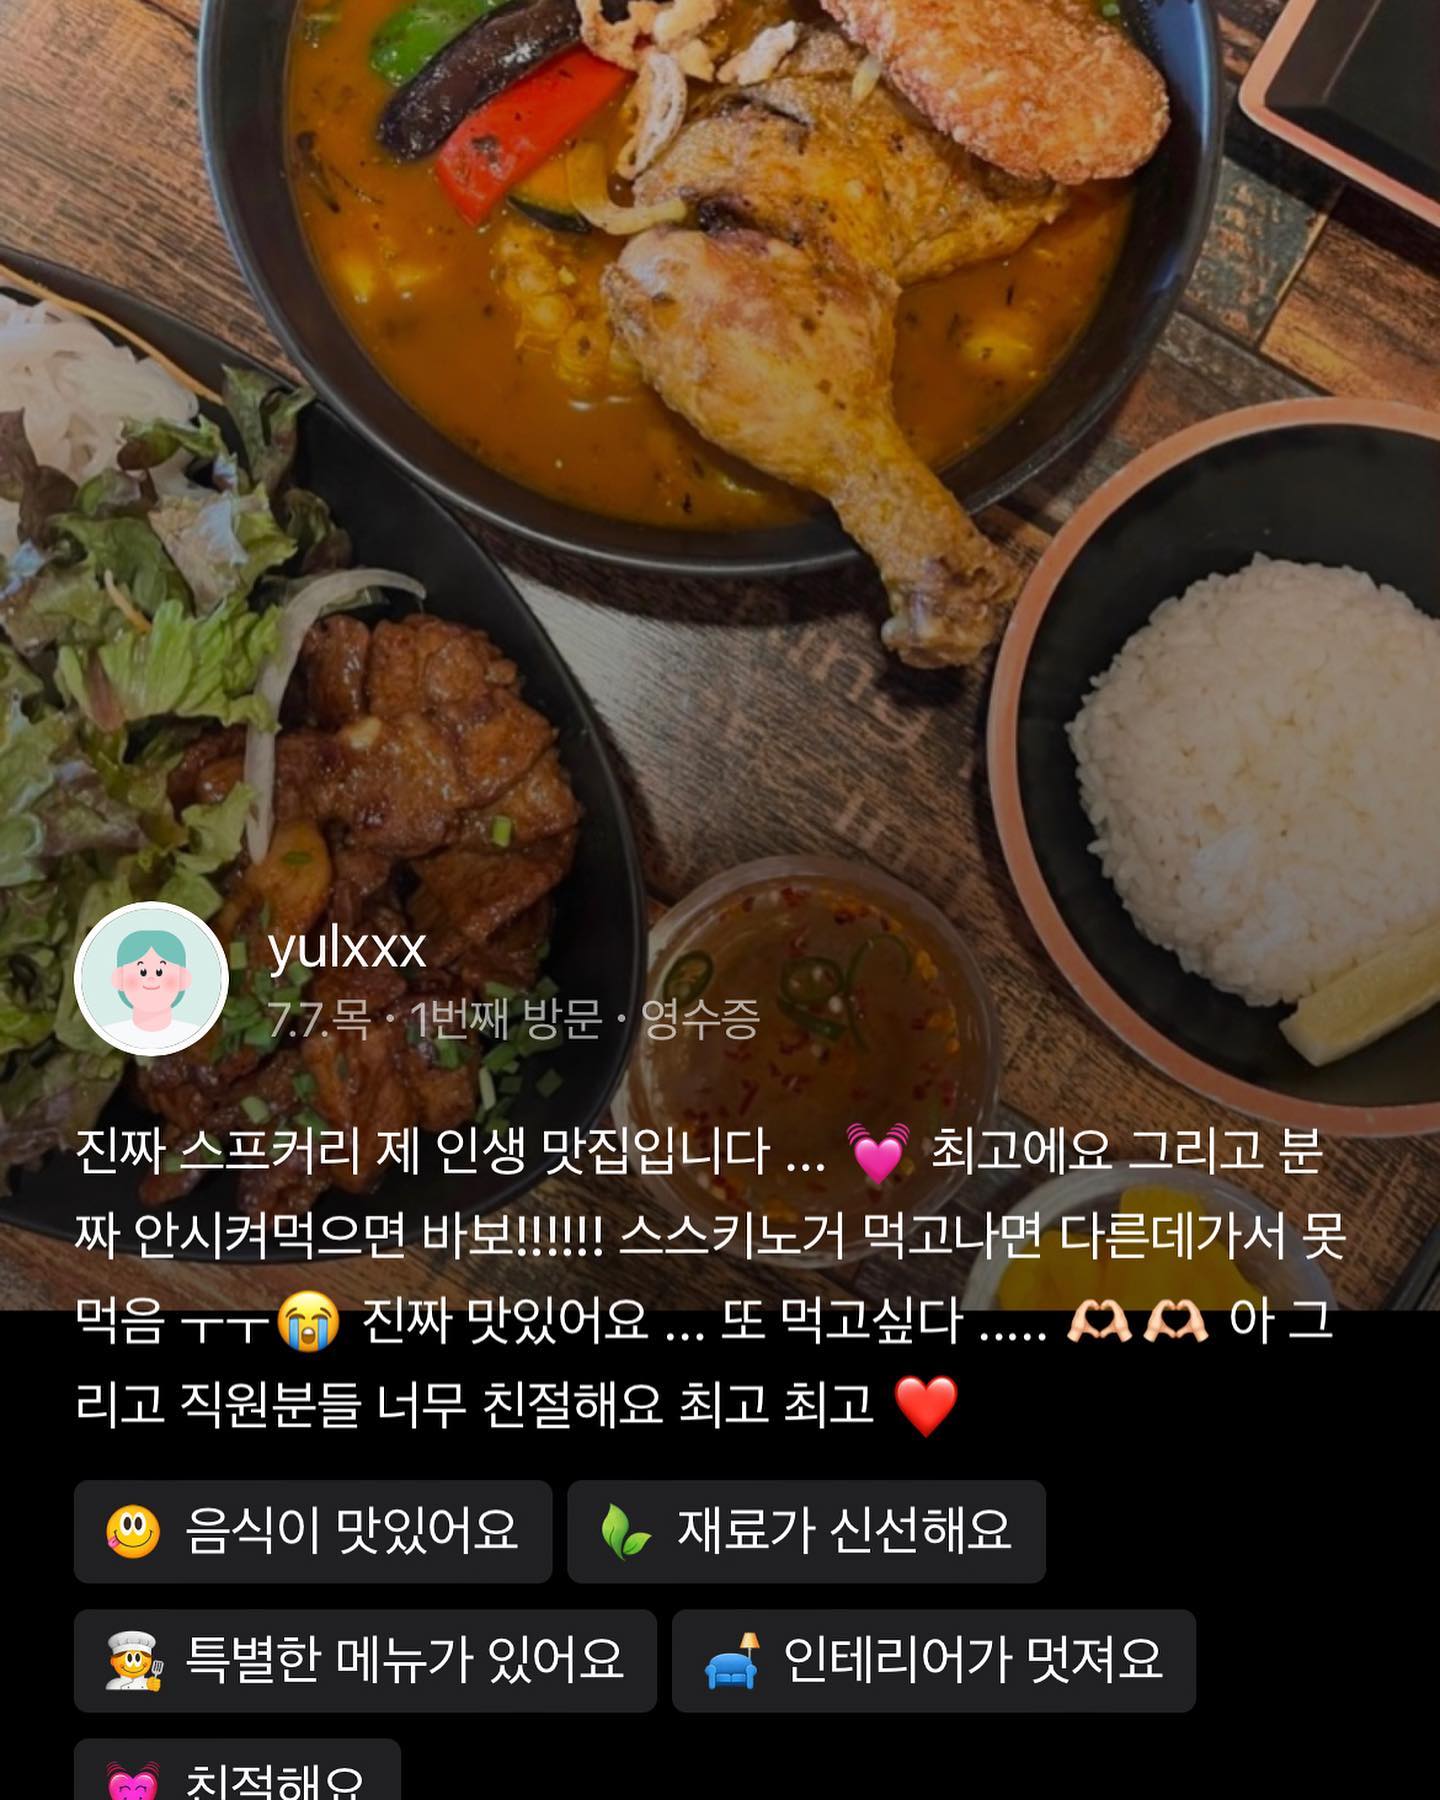 yulxxx
7.7.목 · 1번째 방문 · 영수증
진짜 스프커리 제 인생 맛집입니다 ... 💓 최고에요 그리고 분
짜 안시켜먹으면 바보!!!!!! 스스키노거 먹고나면 다른데가서 못
먹음 ㅜㅜ😭 진짜 맛있어요 ... 또 먹고싶다 ..... 🫶🏻🫶🏻 아 그
리고 직원분들 너무 친절해요 최고 최고 ❤️
음식이 맛있어요
재료가 신선해요
특별한 메뉴가 있어요
인테리어가 멋져요
친절해요